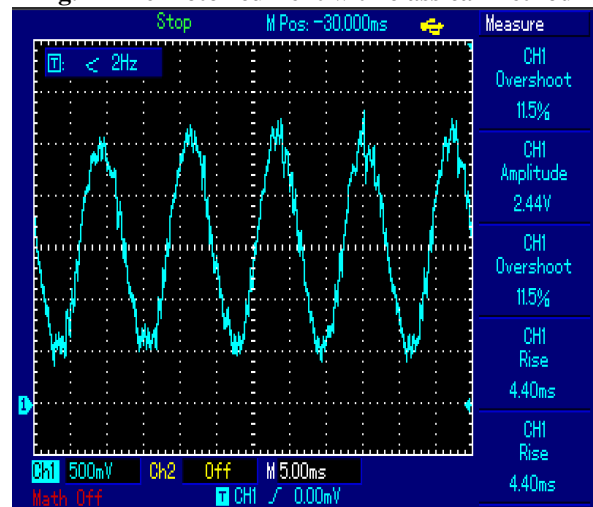 Stop M Pos: -30.000ms Measure
T: < 2Hz
CH1
Overshoot
11.5%
CH1
Amplitude
2.44V
CH1
Overshoot
11.5%
CH1
Rise
4.40ms
CH1
Rise
4.40ms
1
Ch1 500mV Ch2 Off M 5.00ms
Math Off T CH1 / 0.00mV